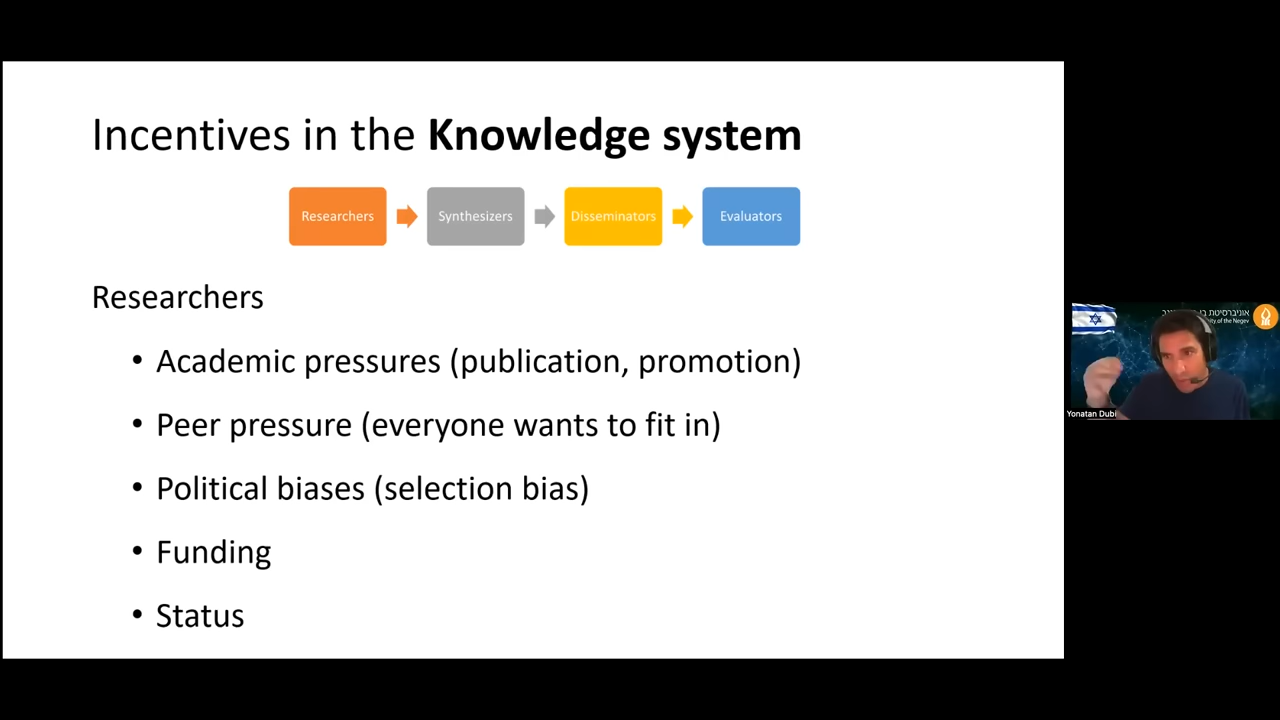 Incentives in the Knowledge system
Researchers
Synthesizers
Disseminators
Evaluators
Researchers
• Academic pressures (publication, promotion)
• Peer pressure (everyone wants to fit in)
• Political biases (selection bias)
• Funding
• Status
אוניברסיטת בן
of the Negev
Yonatan Dubi